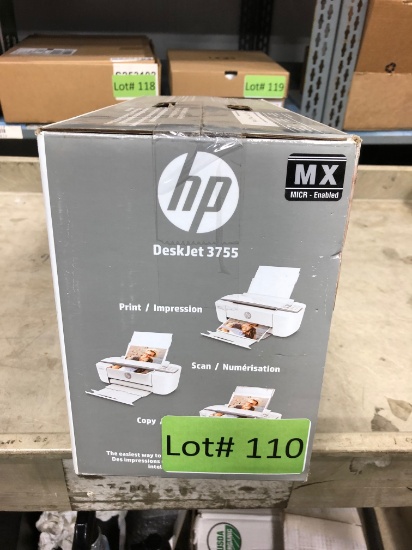 Lot# 118
Lot# 119
hp
MX
MICR - Enabled
DeskJet 3755
Print / Impression
Scan / Numérisation
Copy
Lot# 110
The easiest way to
Des impressions